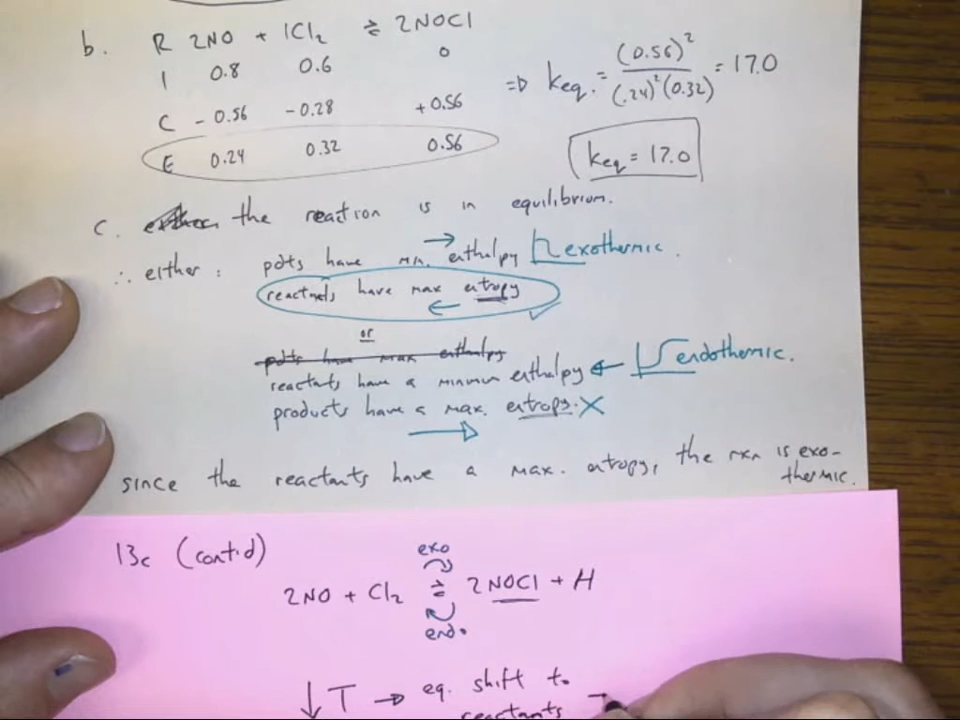 b. R 2NO + 1Cl₂ ⇌ 2NOCl
I 0.8 0.6 0
C - 0.56 - 0.28 + 0.56
E 0.24 0.32 0.56
⇒ keq. = (0.56)² / (.24)² (0.32) = 17.0
keq = 17.0
c. the reaction is in equilibrium.
∴ either : pdts have min. enthalpy → exothermic.
reactants have max entropy ← ✓
or
pdts have max enthalpy
reactants have a minimum enthalpy ← endothermic.
products have a max. entropy. X
→
since the reactants have a max. entropy, the rxn is exo-
thermic.
13c (cont'd)
exo
2NO + Cl₂ ⇌ 2NOCl + H
endo
↓ T → eq. shift to
reactants →